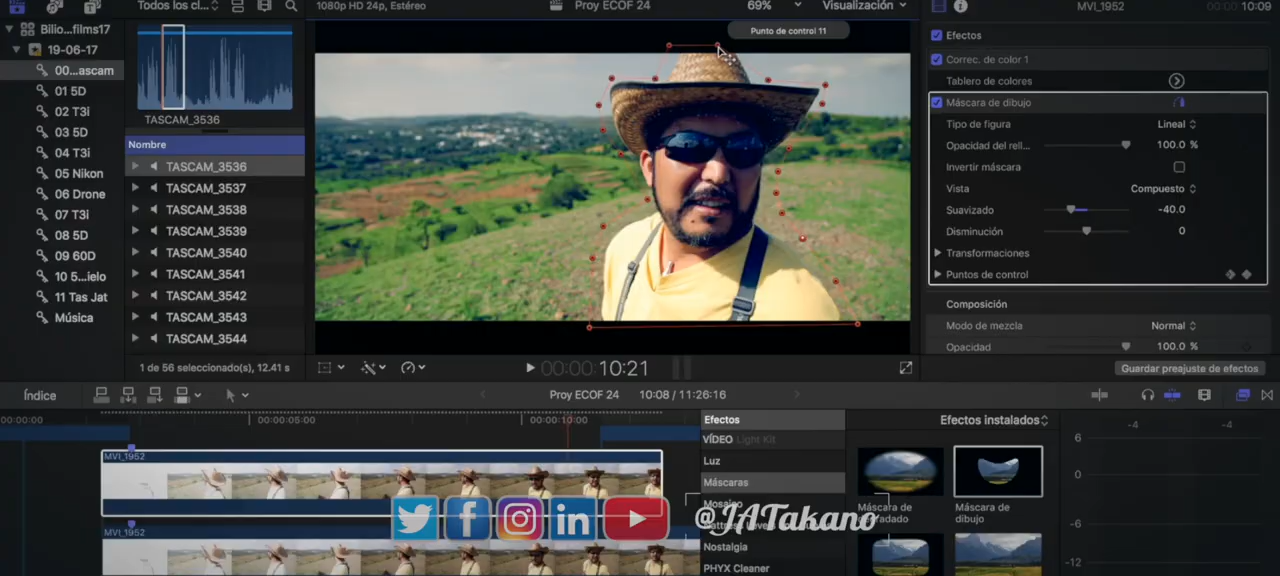 Todos los cl...
1080p HD 24p, Estéreo
Proy ECOF 24
69%
Visualización
MVI_1952
00:00 10:09
Bilio...films17
19-06-17
00...ascam
01 5D
02 T3i
03 5D
04 T3i
05 Nikon
06 Drone
07 T3i
08 5D
09 60D
10 5...ielo
11 Tas Jat
Música
TASCAM_3536
Nombre
TASCAM_3536
TASCAM_3537
TASCAM_3538
TASCAM_3539
TASCAM_3540
TASCAM_3541
TASCAM_3542
TASCAM_3543
TASCAM_3544
1 de 56 seleccionado(s), 12.41 s
Punto de control 11
00:00:10:21
Efectos
Correc. de color 1
Tablero de colores
Máscara de dibujo
Tipo de figura
Lineal
Opacidad del rell...
100.0 %
Invertir máscara
Vista
Compuesto
Suavizado
-40.0
Disminución
0
Transformaciones
Puntos de control
Composición
Modo de mezcla
Normal
Opacidad
100.0 %
Guardar preajuste de efectos
Índice
Proy ECOF 24
10:08 / 11:26:16
00:00:00
00:00:05:00
00:00:10:00
MVI_1952
MVI_1952
Efectos
VÍDEO
Light Kit
Luz
Máscaras
Mosaico
Nostalgia
PHYX Cleaner
Efectos instalados
Máscara de
Máscara de
dibujo
@JATakano
-4
-4
6
0
-6
-12